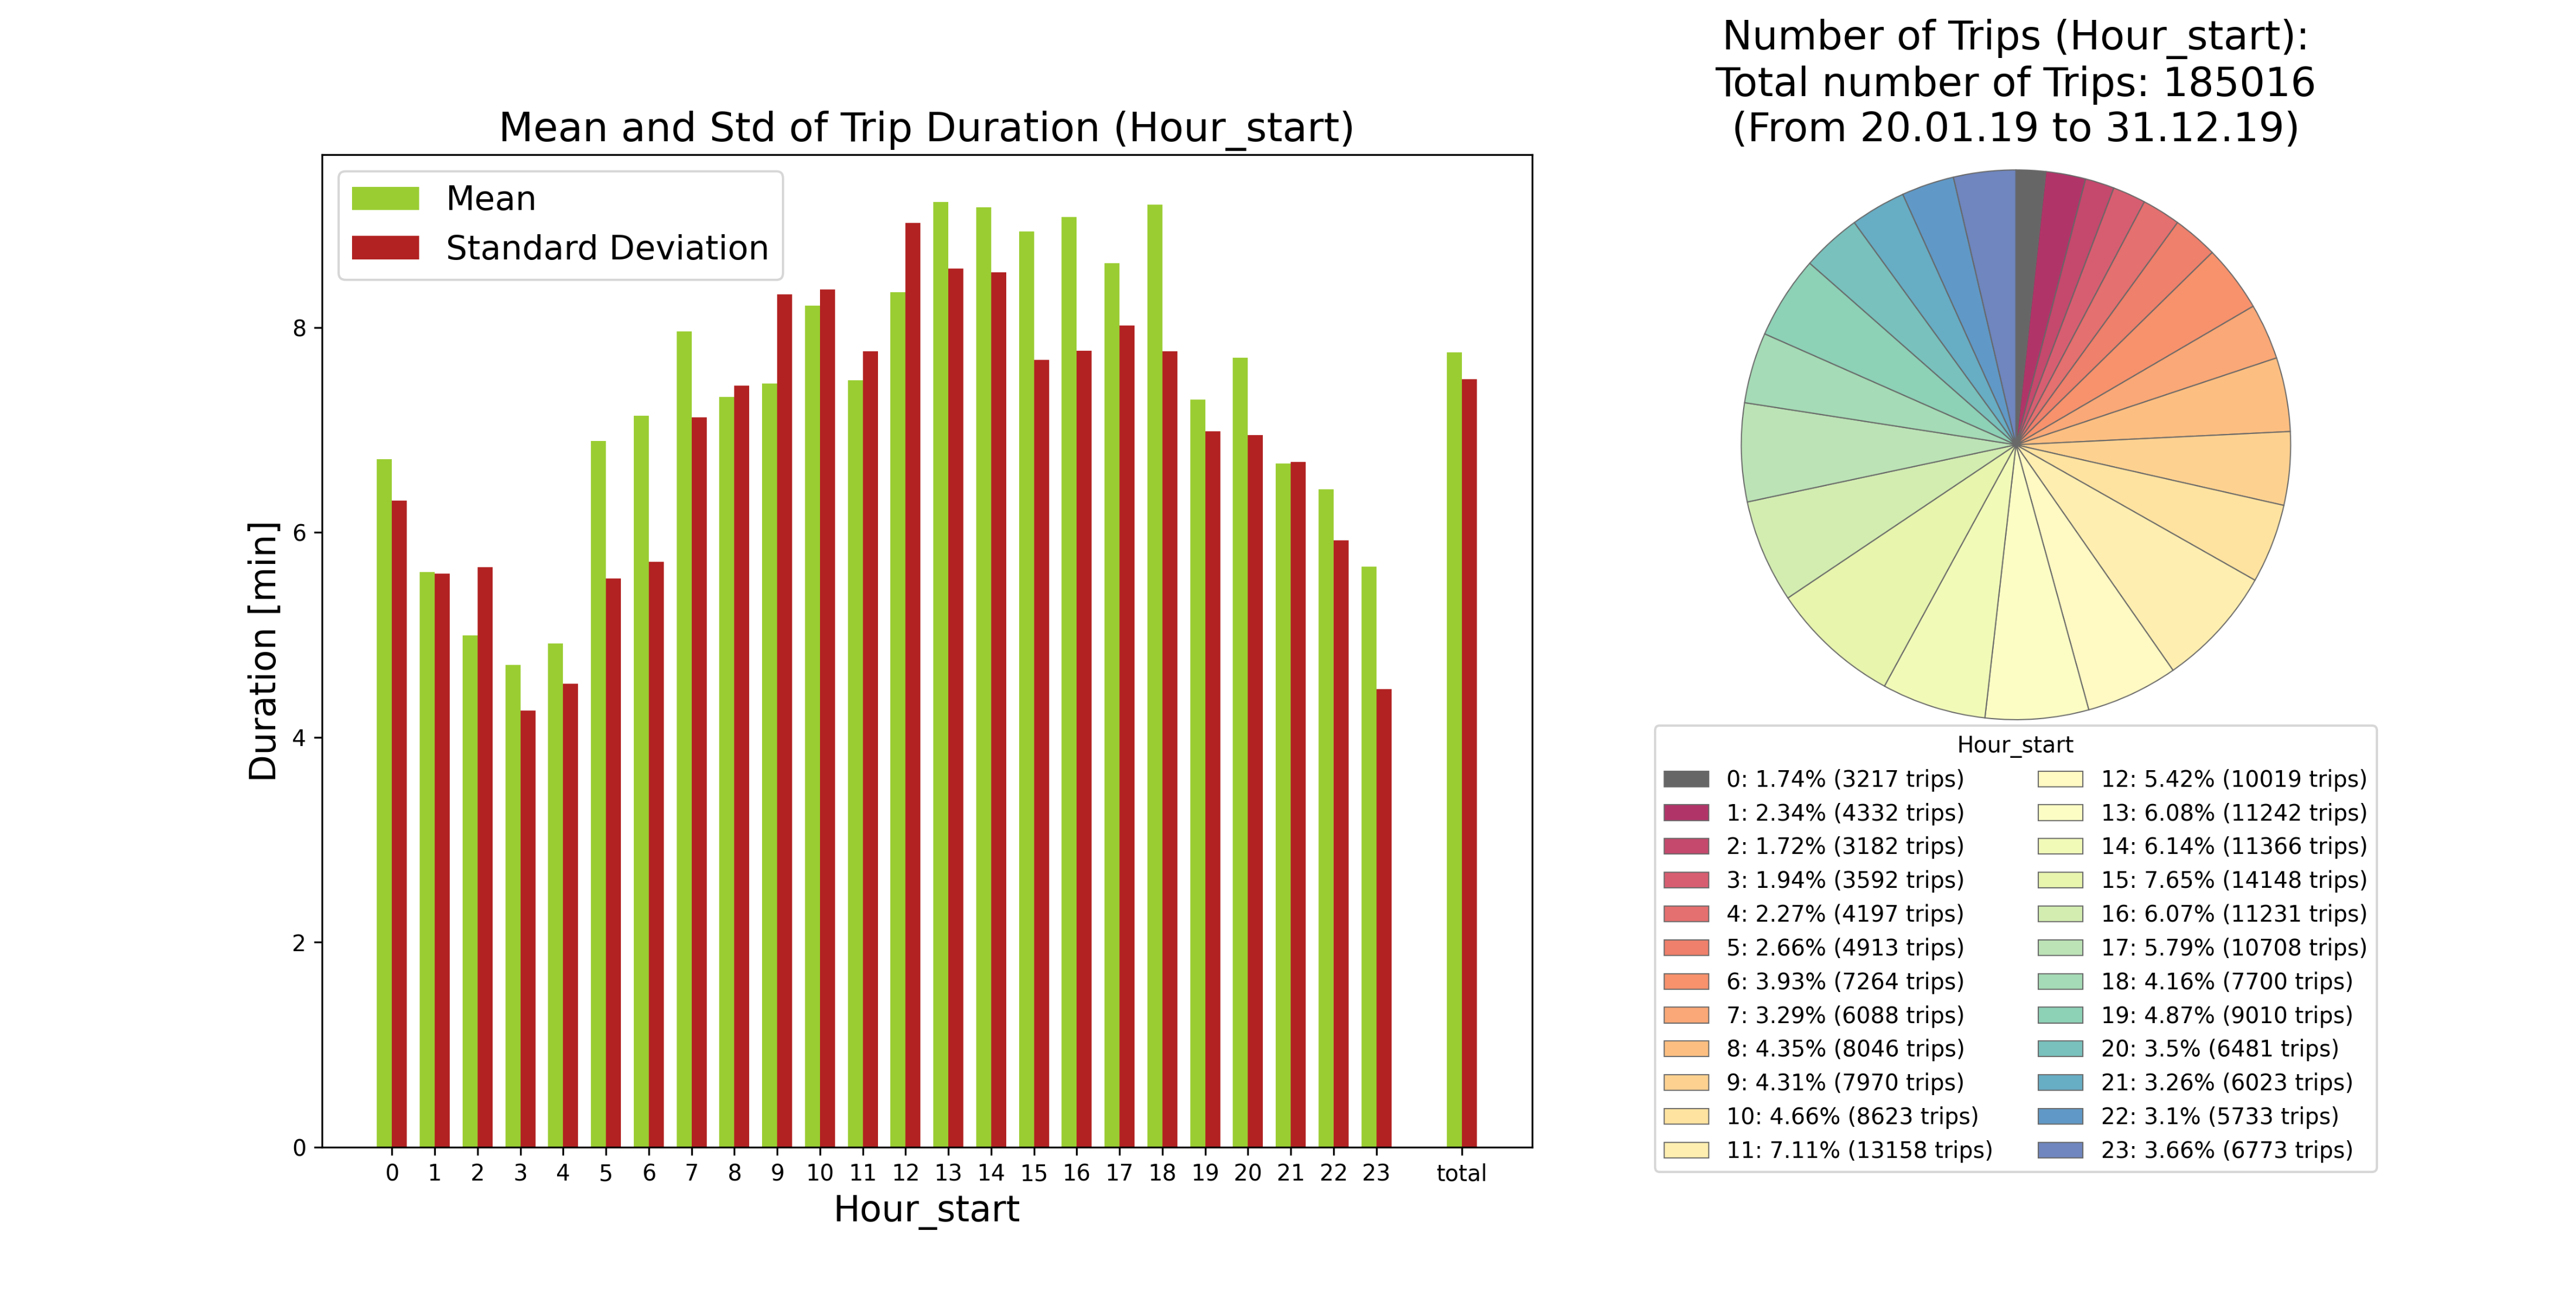 Mean and Std of Trip Duration (Hour_start)
Mean
Standard Deviation
Duration [min]
8
6
4
2
0
0 1 2 3 4 5 6 7 8 9 10 11 12 13 14 15 16 17 18 19 20 21 22 23 total
Hour_start
Number of Trips (Hour_start):
Total number of Trips: 185016
(From 20.01.19 to 31.12.19)
Hour_start
0: 1.74% (3217 trips)
1: 2.34% (4332 trips)
2: 1.72% (3182 trips)
3: 1.94% (3592 trips)
4: 2.27% (4197 trips)
5: 2.66% (4913 trips)
6: 3.93% (7264 trips)
7: 3.29% (6088 trips)
8: 4.35% (8046 trips)
9: 4.31% (7970 trips)
10: 4.66% (8623 trips)
11: 7.11% (13158 trips)
12: 5.42% (10019 trips)
13: 6.08% (11242 trips)
14: 6.14% (11366 trips)
15: 7.65% (14148 trips)
16: 6.07% (11231 trips)
17: 5.79% (10708 trips)
18: 4.16% (7700 trips)
19: 4.87% (9010 trips)
20: 3.5% (6481 trips)
21: 3.26% (6023 trips)
22: 3.1% (5733 trips)
23: 3.66% (6773 trips)